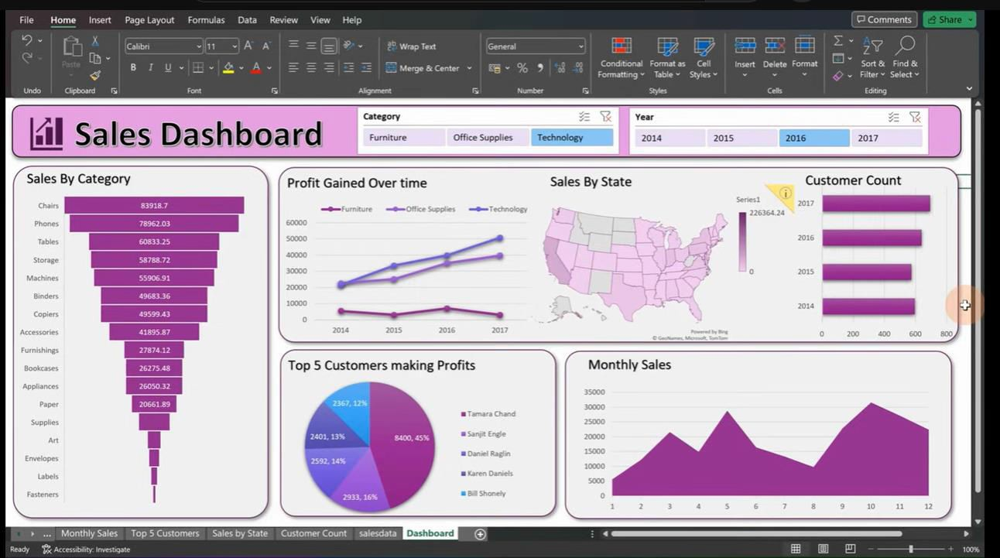 File Home Insert Page Layout Formulas Data Review View Help Comments Share
Calibri 11 Wrap Text General
Paste B I U Merge & Center Conditional Formatting Format as Table Cell Styles Insert Delete Format Sort & Filter Find & Select
Undo Clipboard Font Alignment Number Styles Cells Editing
Sales Dashboard
Category
Furniture Office Supplies Technology
Year
2014 2015 2016 2017
Sales By Category
Chairs 83918.7
Phones 78962.03
Tables 60833.25
Storage 58788.72
Machines 55906.91
Binders 49683.36
Copiers 49599.43
Accessories 41895.87
Furnishings 27874.12
Bookcases 26275.48
Appliances 26050.32
Paper 20661.89
Supplies
Art
Envelopes
Labels
Fasteners
Profit Gained Over time
Furniture Office Supplies Technology
60000
50000
40000
30000
20000
10000
0
2014 2015 2016 2017
Sales By State
Series1
226364.24
0
Powered by Bing
© GeoNames, Microsoft, TomTom
Customer Count
2017
2016
2015
2014
0 200 400 600 800
Top 5 Customers making Profits
2367, 12%
8400, 45%
2401, 13%
2592, 14%
2933, 16%
Tamara Chand
Sanjit Engle
Daniel Raglin
Karen Daniels
Bill Shonely
Monthly Sales
35000
30000
25000
20000
15000
10000
5000
0
1 2 3 4 5 6 7 8 9 10 11 12
... Monthly Sales Top 5 Customers Sales by State Customer Count salesdata Dashboard
Ready Accessibility: Investigate 100%